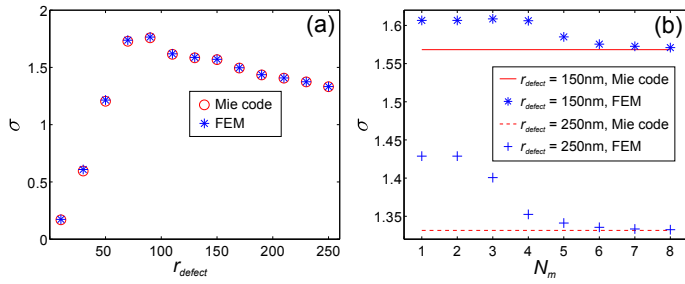 (a)
2
1.5
1
0.5
0
σ
Mie code
FEM
50
100
150
200
250
r_defect
(b)
1.6
1.55
1.5
1.45
1.4
1.35
σ
r_defect = 150nm, Mie code
r_defect = 150nm, FEM
r_defect = 250nm, Mie code
r_defect = 250nm, FEM
1 2 3 4 5 6 7 8
N_m